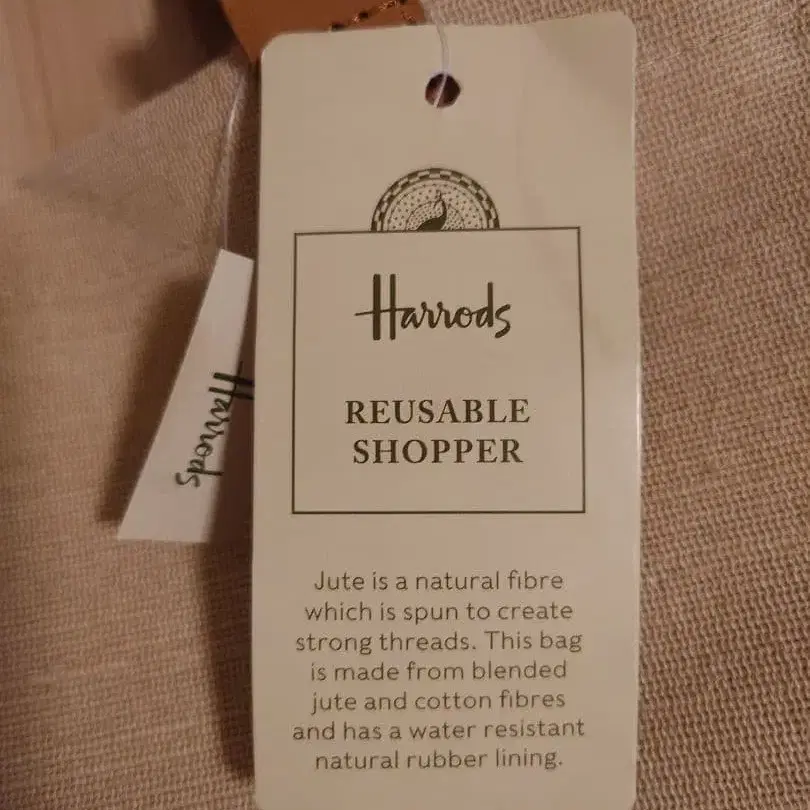 Harrods
REUSABLE
SHOPPER
Jute is a natural fibre
which is spun to create
strong threads. This bag
is made from blended
jute and cotton fibres
and has a water resistant
natural rubber lining.
Harrods